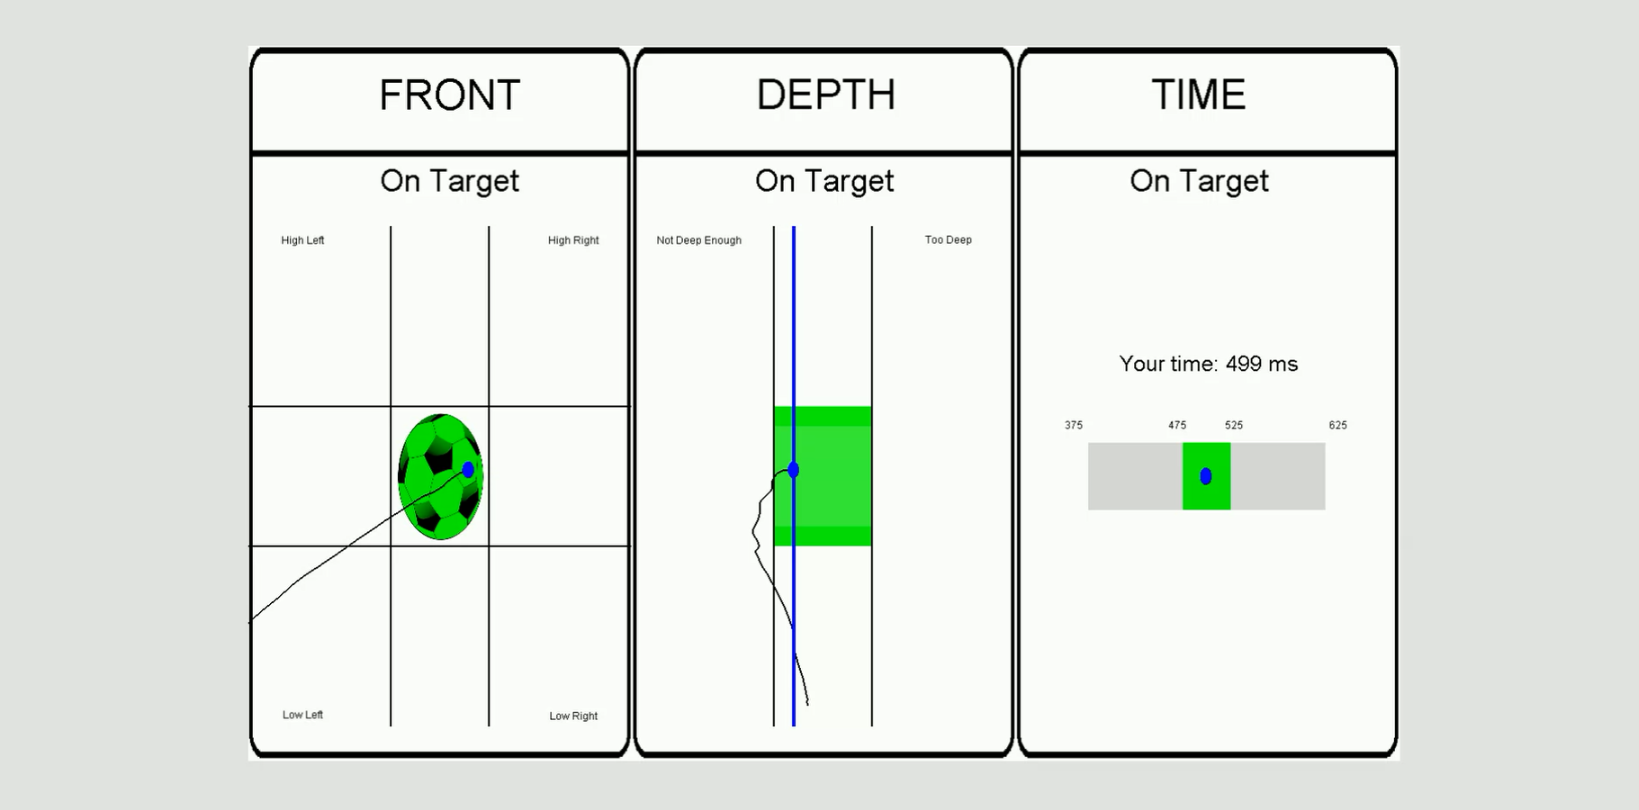 FRONT
On Target
High Left
High Right
Low Left
Low Right
DEPTH
On Target
Not Deep Enough
Too Deep
TIME
On Target
Your time: 499 ms
375
475
525
625